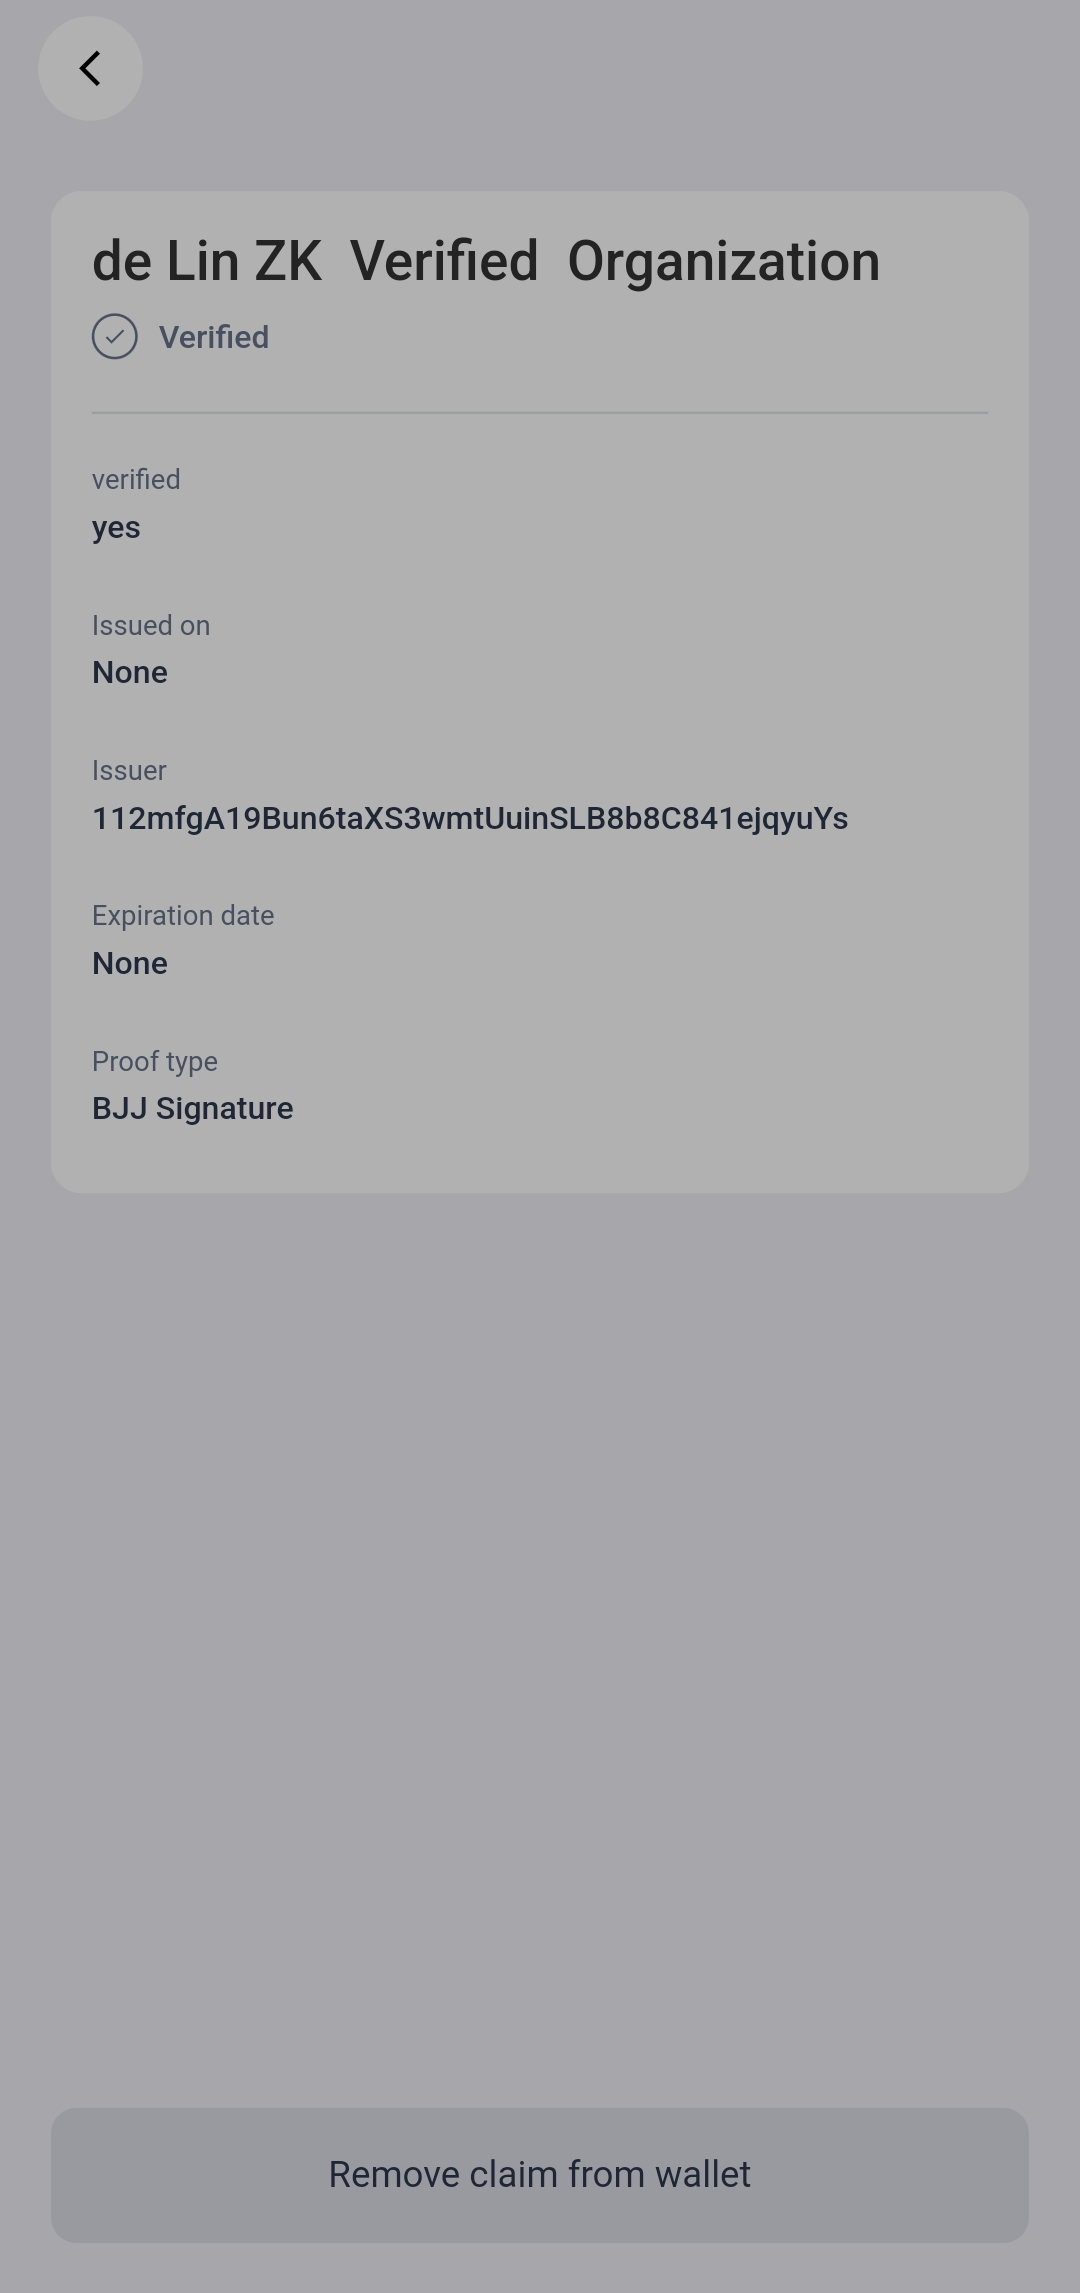 de Lin ZK  Verified  Organization
Verified
verified
yes
Issued on
None
Issuer
112mfgA19Bun6taXS3wmtUuinSLB8b8C841ejqyuYs
Expiration date
None
Proof type
BJJ Signature
Remove claim from wallet